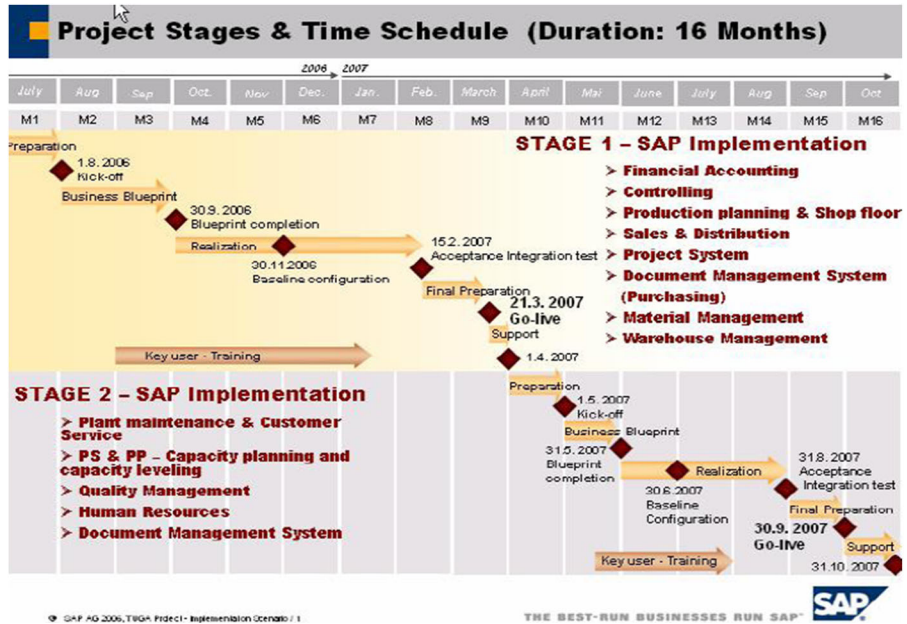 Project Stages & Time Schedule (Duration: 16 Months)
2006 2007
July Aug Sep Oct. Nov Dec. Jan. Feb. March April Mai June July Aug Sep Oct
M1 M2 M3 M4 M5 M6 M7 M8 M9 M10 M11 M12 M13 M14 M15 M16
Preparation
1.8. 2006
Kick-off
Business Blueprint
30.9. 2006
Blueprint completion
Realization
30.11.2006
Baseline configuration
15.2. 2007
Acceptance Integration test
Final Preparation
21.3. 2007
Go-live
Support
1.4. 2007
Key user - Training
STAGE 1 – SAP Implementation
➢ Financial Accounting
➢ Controlling
➢ Production planning & Shop floor
➢ Sales & Distribution
➢ Project System
➢ Document Management System
(Purchasing)
➢ Material Management
➢ Warehouse Management
STAGE 2 – SAP Implementation
➢ Plant maintenance & Customer
Service
➢ PS & PP – Capacity planning and
capacity leveling
➢ Quality Management
➢ Human Resources
➢ Document Management System
Preparation
1.5. 2007
Kick-off
Business Blueprint
31.5. 2007
Blueprint
completion
Realization
30.6.2007
Baseline
Configuration
31.8. 2007
Acceptance
Integration test
Final Preparation
30.9. 2007
Go-live
Support
31.10. 2007
Key user - Training
SAP AG 2006, TUGA Project - Implementation Scenario / 1
THE BEST-RUN BUSINESSES RUN SAP™
SAP